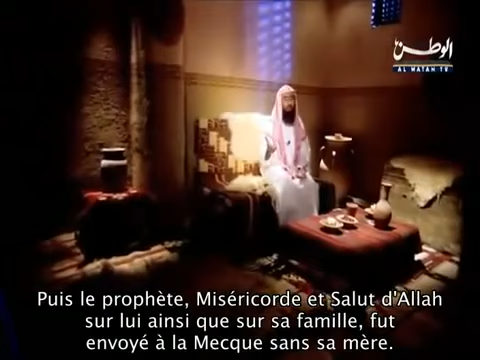 الوطن
AL WATAN TV
Puis le prophète, Miséricorde et Salut d'Allah
sur lui ainsi que sur sa famille, fut
envoyé à la Mecque sans sa mère.